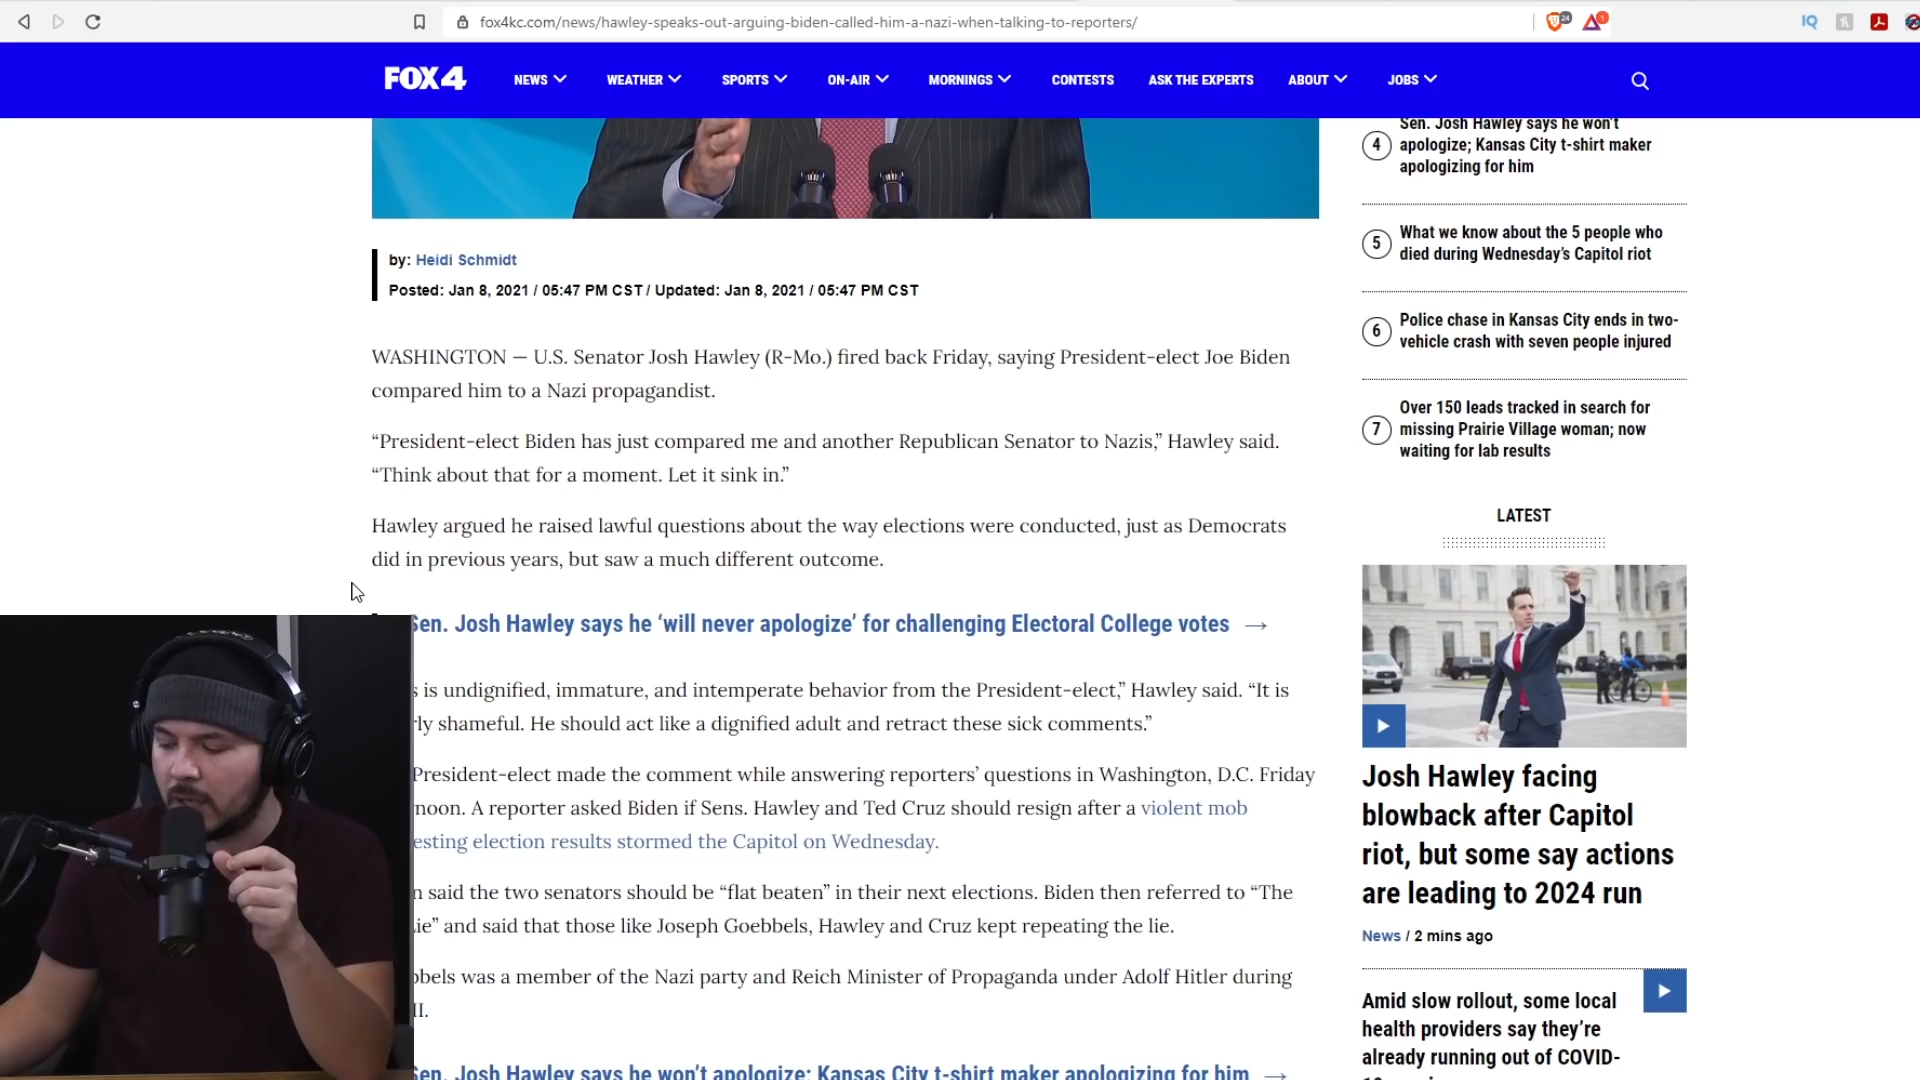 fox4kc.com/news/hawley-speaks-out-arguing-biden-called-him-a-nazi-when-talking-to-reporters/
24
1
IQ
FOX 4
NEWS
WEATHER
SPORTS
ON-AIR
MORNINGS
CONTESTS
ASK THE EXPERTS
ABOUT
JOBS
by: Heidi Schmidt
Posted: Jan 8, 2021 / 05:47 PM CST / Updated: Jan 8, 2021 / 05:47 PM CST
WASHINGTON — U.S. Senator Josh Hawley (R-Mo.) fired back Friday, saying President-elect Joe Biden
compared him to a Nazi propagandist.
“President-elect Biden has just compared me and another Republican Senator to Nazis,” Hawley said.
“Think about that for a moment. Let it sink in.”
Hawley argued he raised lawful questions about the way elections were conducted, just as Democrats
did in previous years, but saw a much different outcome.
Sen. Josh Hawley says he ‘will never apologize’ for challenging Electoral College votes →
s is undignified, immature, and intemperate behavior from the President-elect,” Hawley said. “It is
rly shameful. He should act like a dignified adult and retract these sick comments.”
President-elect made the comment while answering reporters’ questions in Washington, D.C. Friday
noon. A reporter asked Biden if Sens. Hawley and Ted Cruz should resign after a violent mob
esting election results stormed the Capitol on Wednesday.
n said the two senators should be “flat beaten” in their next elections. Biden then referred to “The
ie” and said that those like Joseph Goebbels, Hawley and Cruz kept repeating the lie.
bbels was a member of the Nazi party and Reich Minister of Propaganda under Adolf Hitler during
II.
Sen. Josh Hawley says he won’t apologize; Kansas City t-shirt maker apologizing for him →
4
Sen. Josh Hawley says he won’t
apologize; Kansas City t-shirt maker
apologizing for him
5
What we know about the 5 people who
died during Wednesday’s Capitol riot
6
Police chase in Kansas City ends in two-
vehicle crash with seven people injured
7
Over 150 leads tracked in search for
missing Prairie Village woman; now
waiting for lab results
LATEST
Josh Hawley facing
blowback after Capitol
riot, but some say actions
are leading to 2024 run
News / 2 mins ago
Amid slow rollout, some local
health providers say they’re
already running out of COVID-